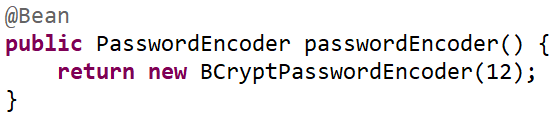 @Bean
public PasswordEncoder passwordEncoder() {
    return new BCryptPasswordEncoder(12);
}